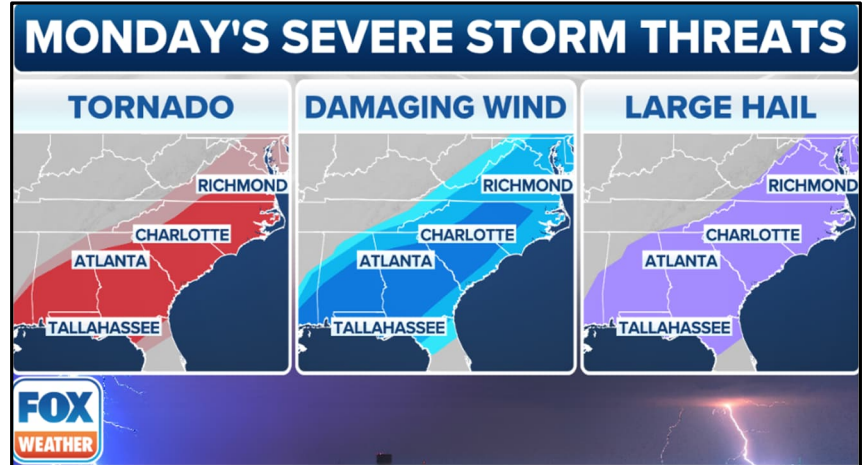 MONDAY'S SEVERE STORM THREATS
TORNADO
RICHMOND
CHARLOTTE
ATLANTA
TALLAHASSEE
DAMAGING WIND
RICHMOND
CHARLOTTE
ATLANTA
TALLAHASSEE
LARGE HAIL
RICHMOND
CHARLOTTE
ATLANTA
TALLAHASSEE
FOX
WEATHER